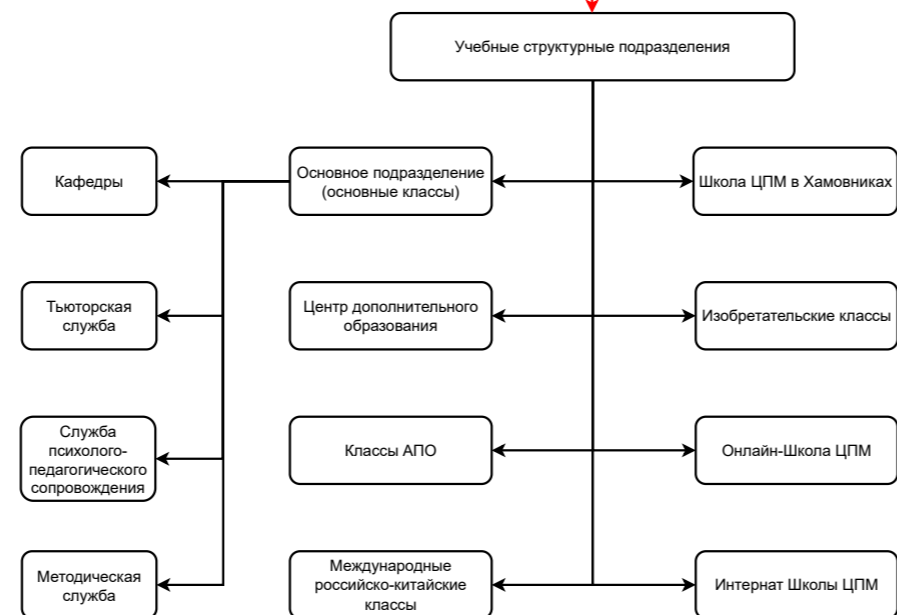 Учебные структурные подразделения
Кафедры
Основное подразделение
(основные классы)
Школа ЦПМ в Хамовниках
Тьюторская
служба
Центр дополнительного
образования
Изобретательские классы
Служба
психолого-
педагогического
сопровождения
Классы АПО
Онлайн-Школа ЦПМ
Методическая
служба
Международные
российско-китайские
классы
Интернат Школы ЦПМ